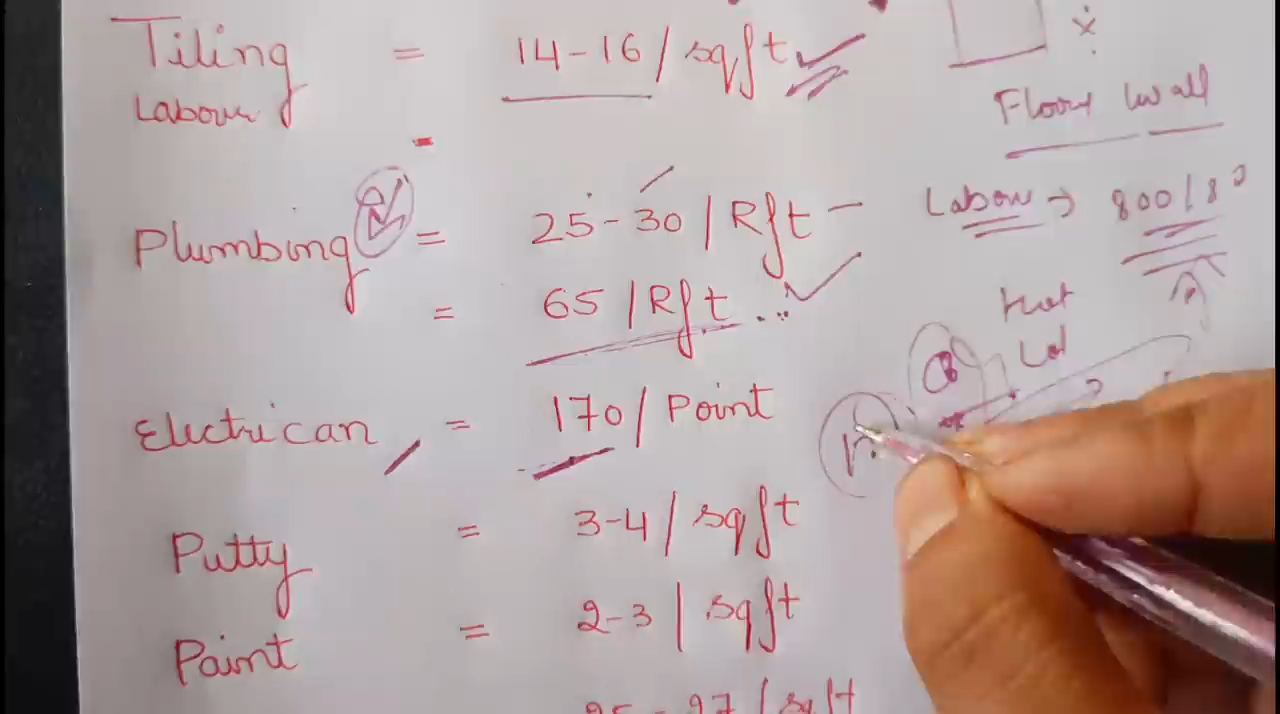 Tiling = 14-16/sqft
Labour
Floor Wall
Labour → 800/8
Plumbing = 25-30/Rft -
= 65/Rft
Electrican = 170/Point
Putty = 3-4/sqft
Paint = 2-3/sqft